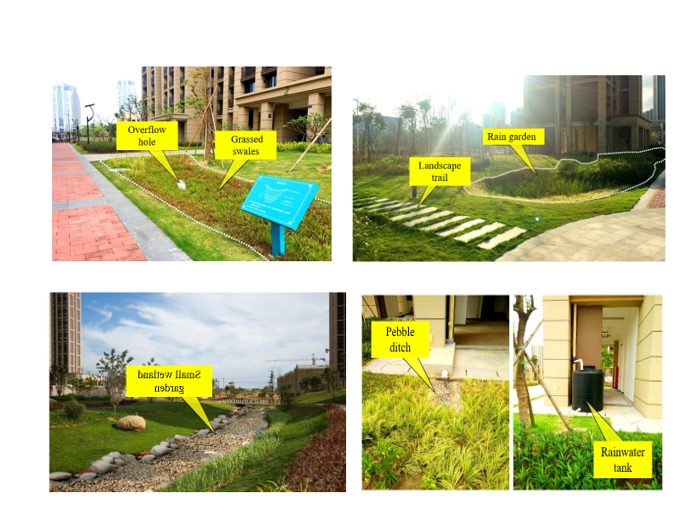 Overflow
hole
Grassed
swales
Rain garden
Landscape
trail
Small wetland
garden
Pebble
ditch
Rainwater
tank